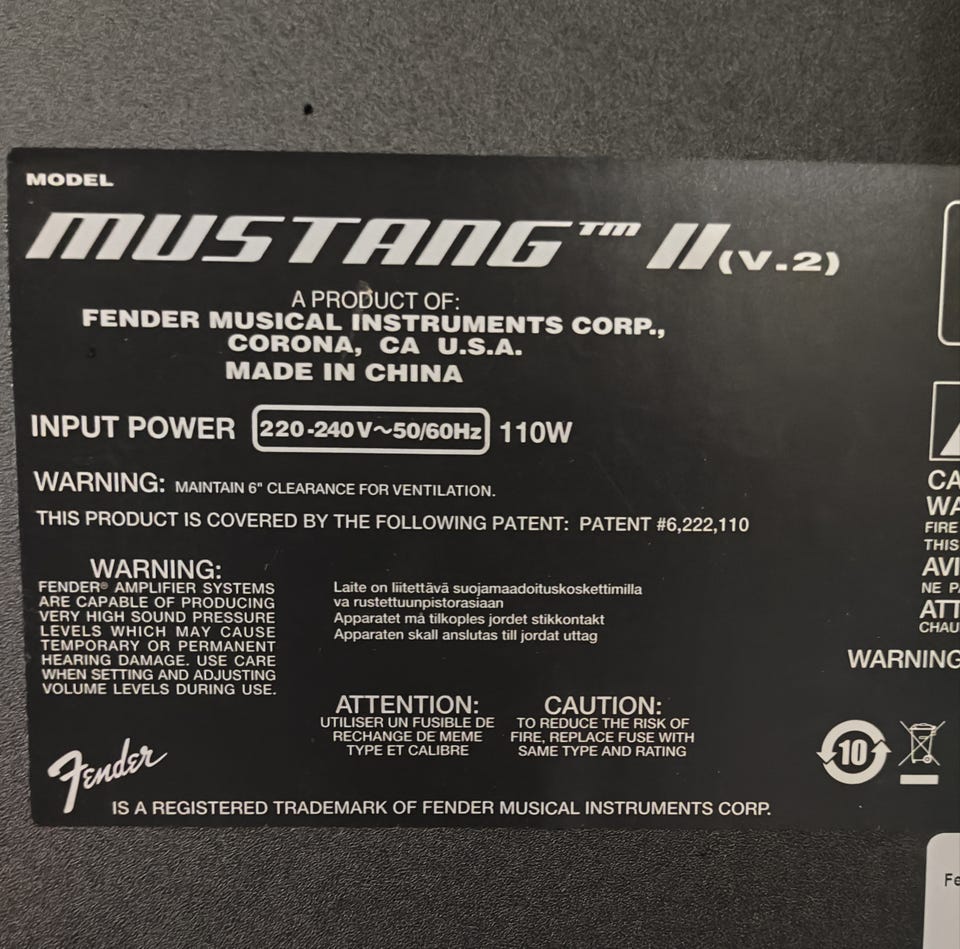 MODEL
MUSTANG™ II (V.2)
A PRODUCT OF:
FENDER MUSICAL INSTRUMENTS CORP.,
CORONA, CA U.S.A.
MADE IN CHINA
INPUT POWER 220-240V~50/60Hz 110W
WARNING: MAINTAIN 6" CLEARANCE FOR VENTILATION.
THIS PRODUCT IS COVERED BY THE FOLLOWING PATENT: PATENT #6,222,110
WARNING:
FENDER® AMPLIFIER SYSTEMS
ARE CAPABLE OF PRODUCING
VERY HIGH SOUND PRESSURE
LEVELS WHICH MAY CAUSE
TEMPORARY OR PERMANENT
HEARING DAMAGE. USE CARE
WHEN SETTING AND ADJUSTING
VOLUME LEVELS DURING USE.
Laite on liitettävä suojamaadoituskoskettimilla
va rustettuunpistorasiaan
Apparatet må tilkoples jordet stikkontakt
Apparaten skall anslutas till jordat uttag
ATTENTION:
UTILISER UN FUSIBLE DE
RECHANGE DE MEME
TYPE ET CALIBRE
CAUTION:
TO REDUCE THE RISK OF
FIRE, REPLACE FUSE WITH
SAME TYPE AND RATING
Fender
IS A REGISTERED TRADEMARK OF FENDER MUSICAL INSTRUMENTS CORP.
FIRE
THIS
NE
WARNING
10